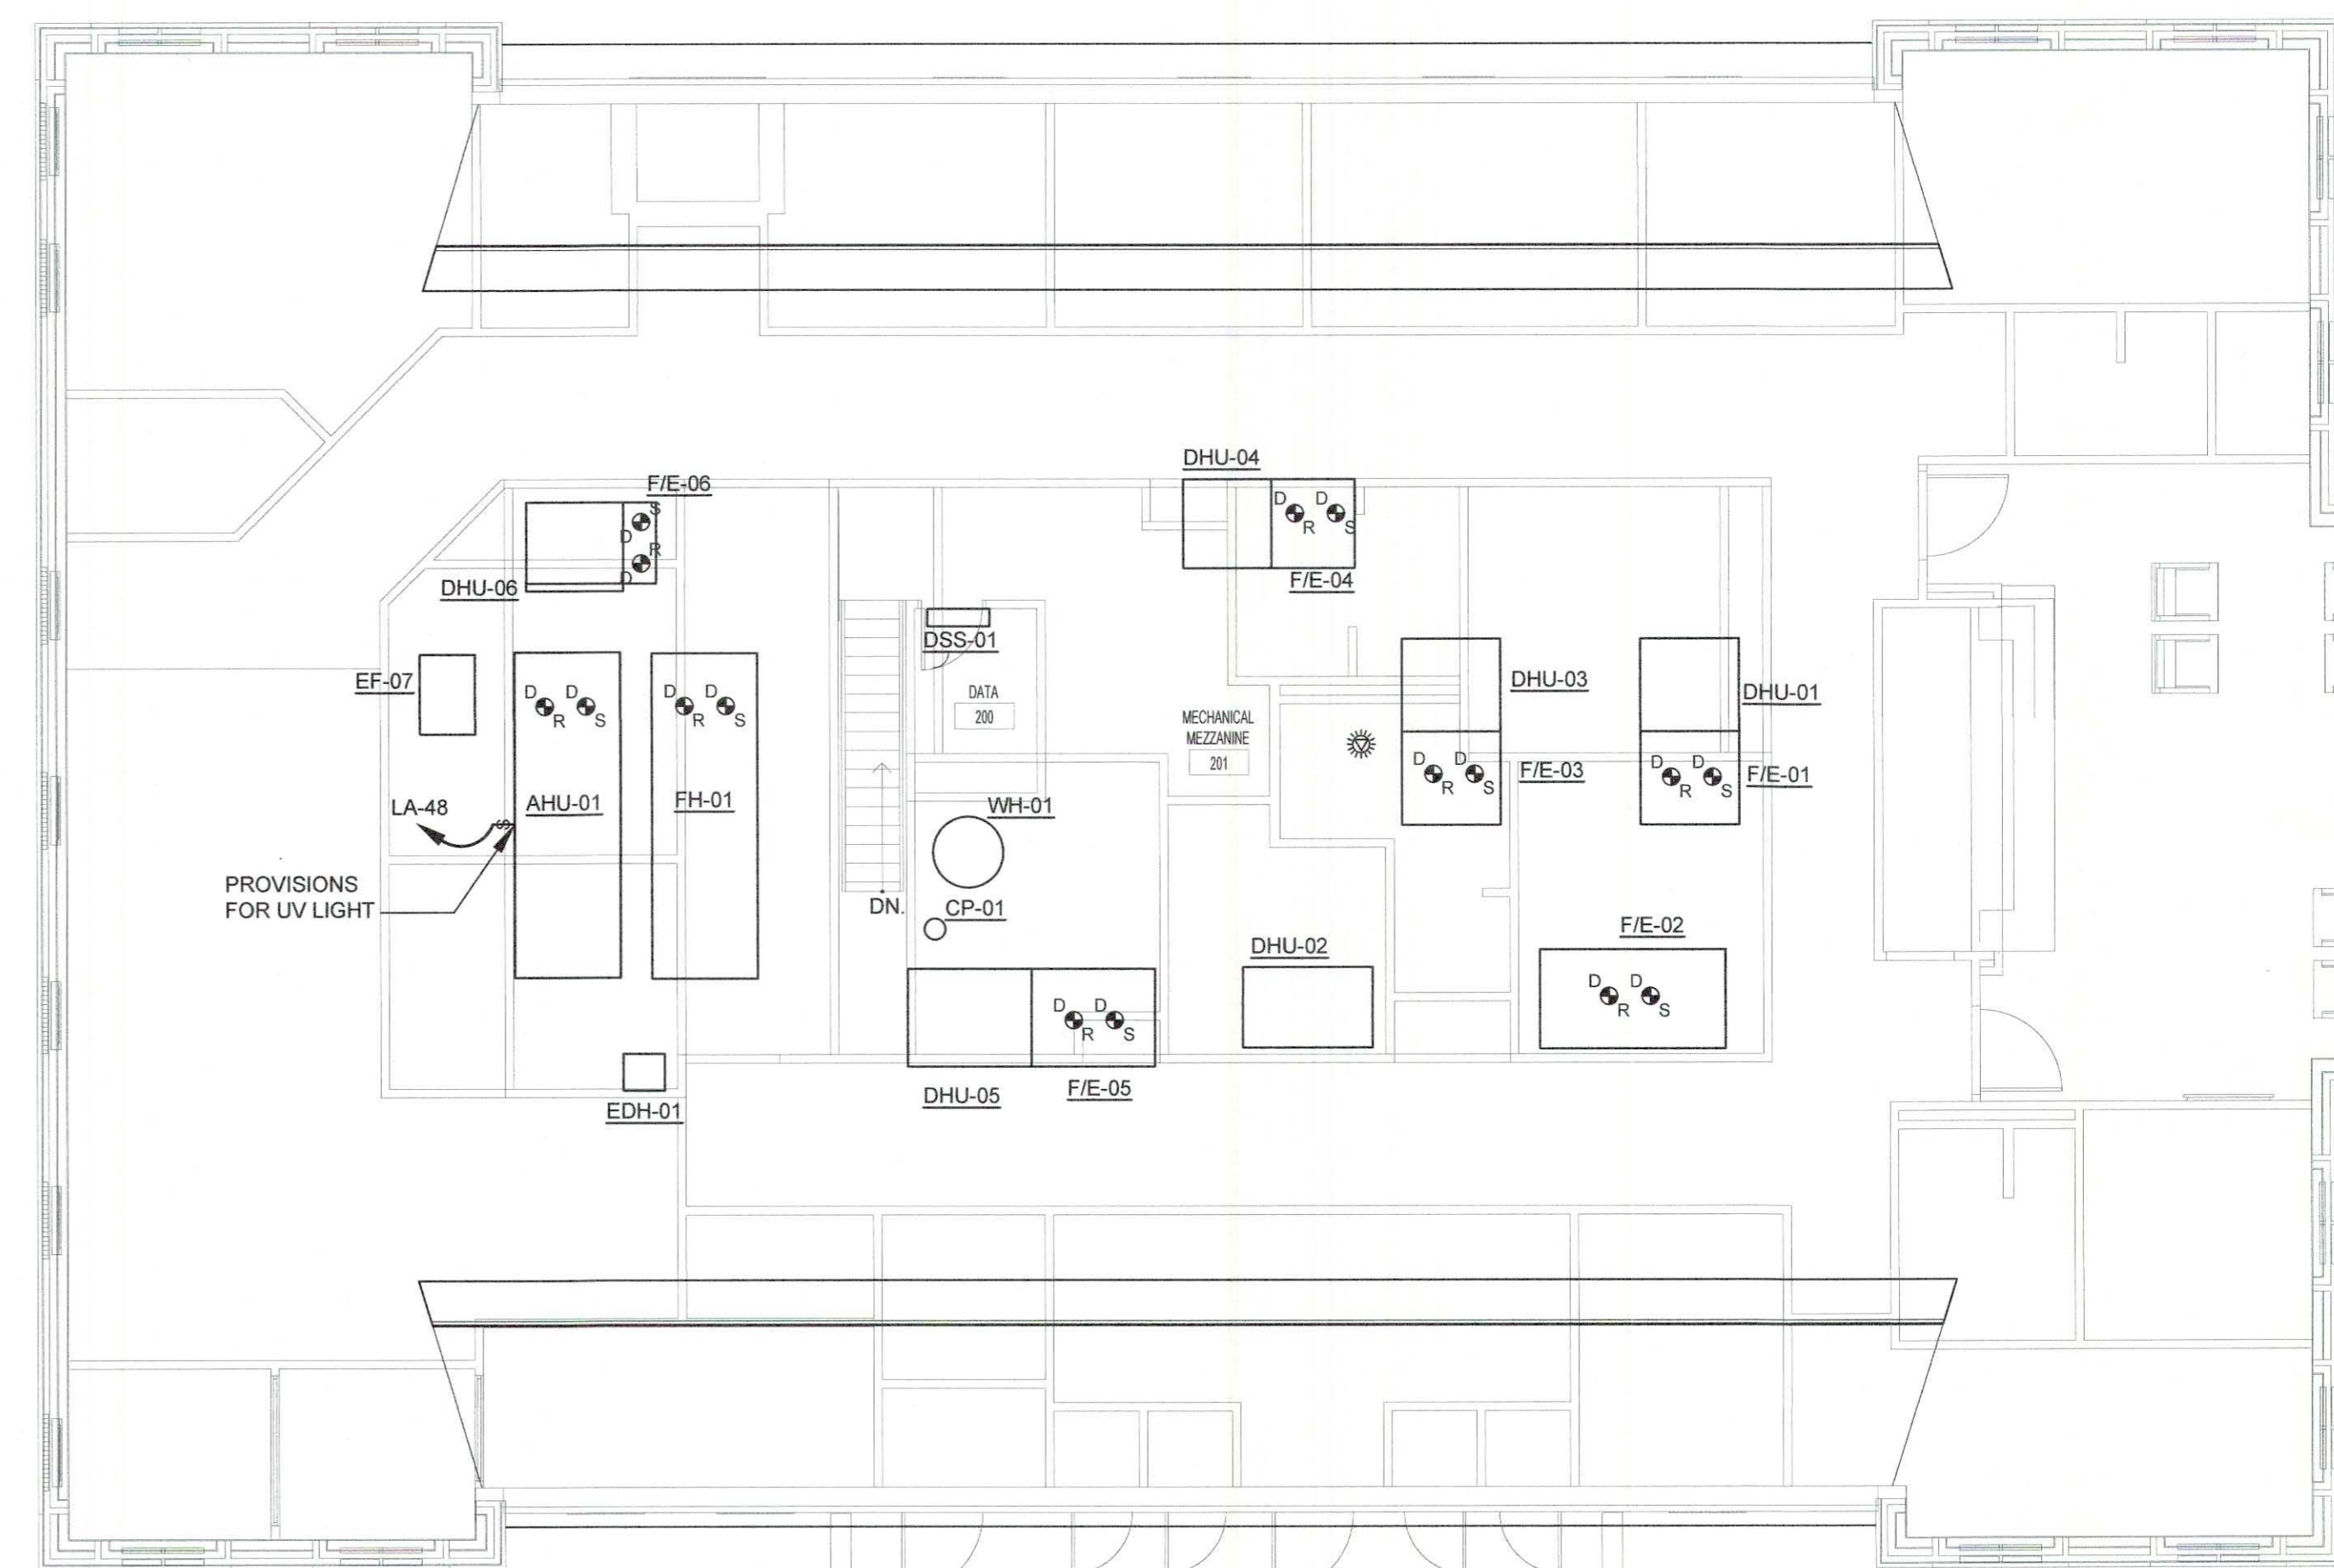 DHU-04
F/E-06
D
D
R
S
S
D
R
D
F/E-04
DHU-06
DSS-01
EF-07
DHU-03
DHU-01
D
D
R
S
D
D
R
S
DATA
200
MECHANICAL
MEZZANINE
201
D
D
R
S
F/E-03
D
D
R
S
F/E-01
LA-48
AHU-01
FH-01
WH-01
S
PROVISIONS
FOR UV LIGHT
DN.
CP-01
F/E-02
DHU-02
D
D
R
S
D
D
R
S
DHU-05
F/E-05
EDH-01